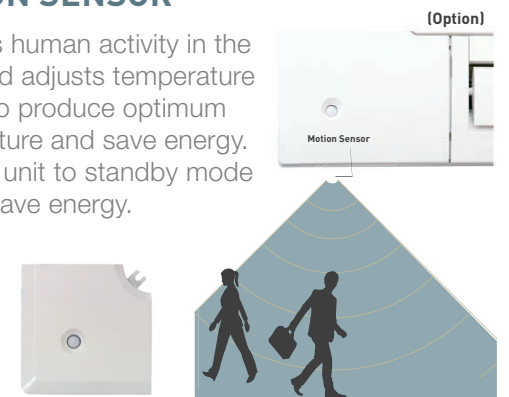 ON SENSOR
(Option)
s human activity in the
d adjusts temperature
o produce optimum
ture and save energy.
unit to standby mode
ave energy.
Motion Sensor